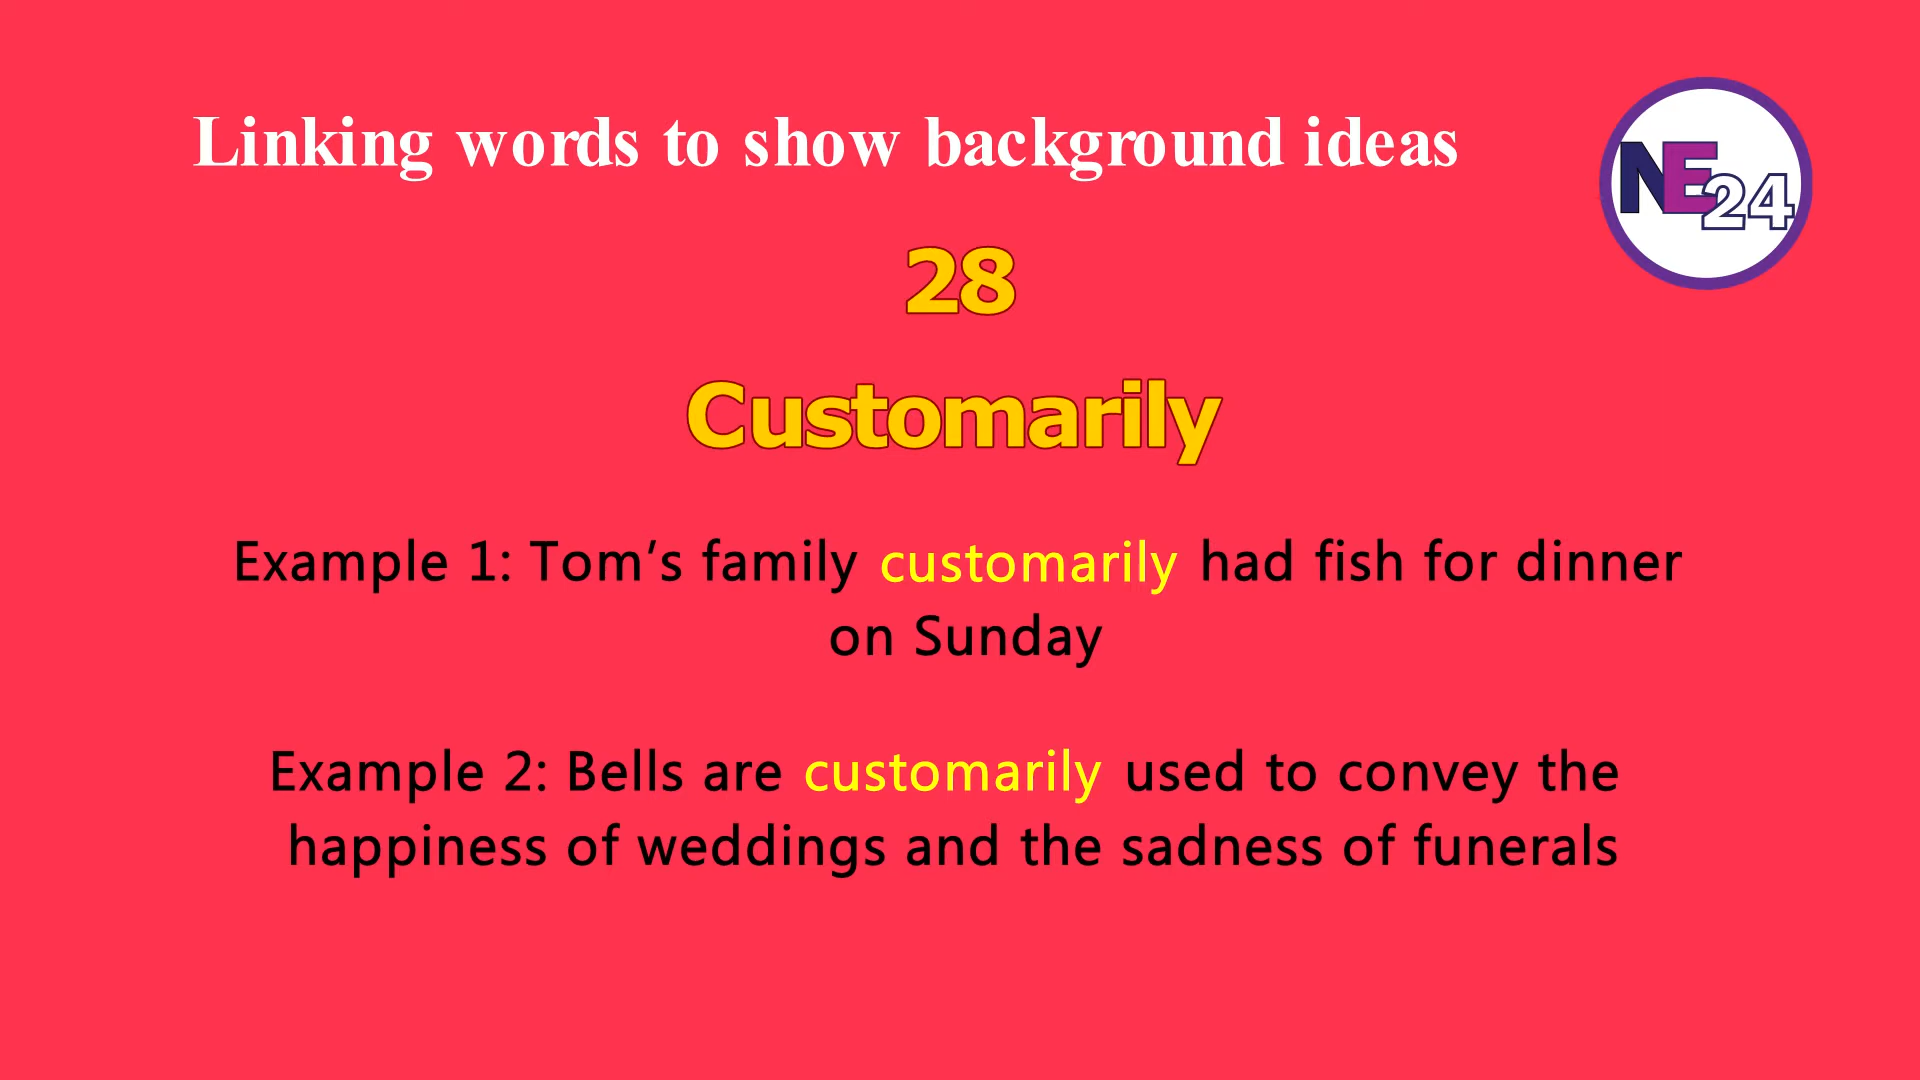 Linking words to show background ideas
NE24
28
Customarily
Example 1: Tom’s family customarily had fish for dinner
on Sunday
Example 2: Bells are customarily used to convey the
happiness of weddings and the sadness of funerals